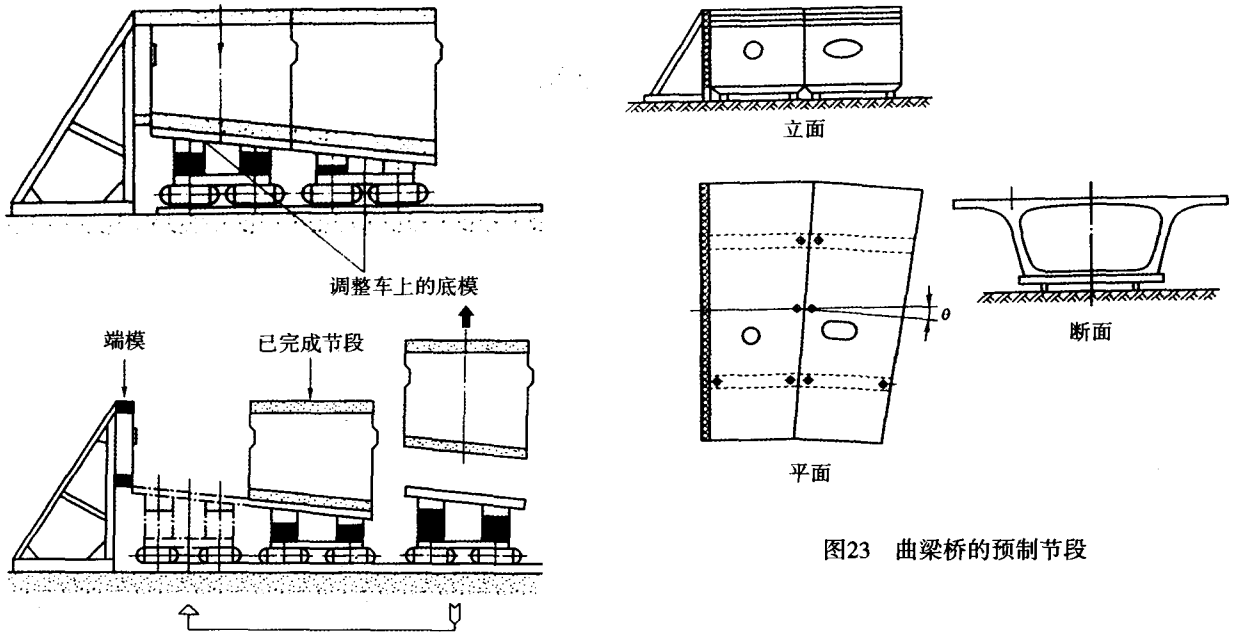 调整车上的底模
端模
已完成节段
立面
θ
平面
断面
图23 曲梁桥的预制节段